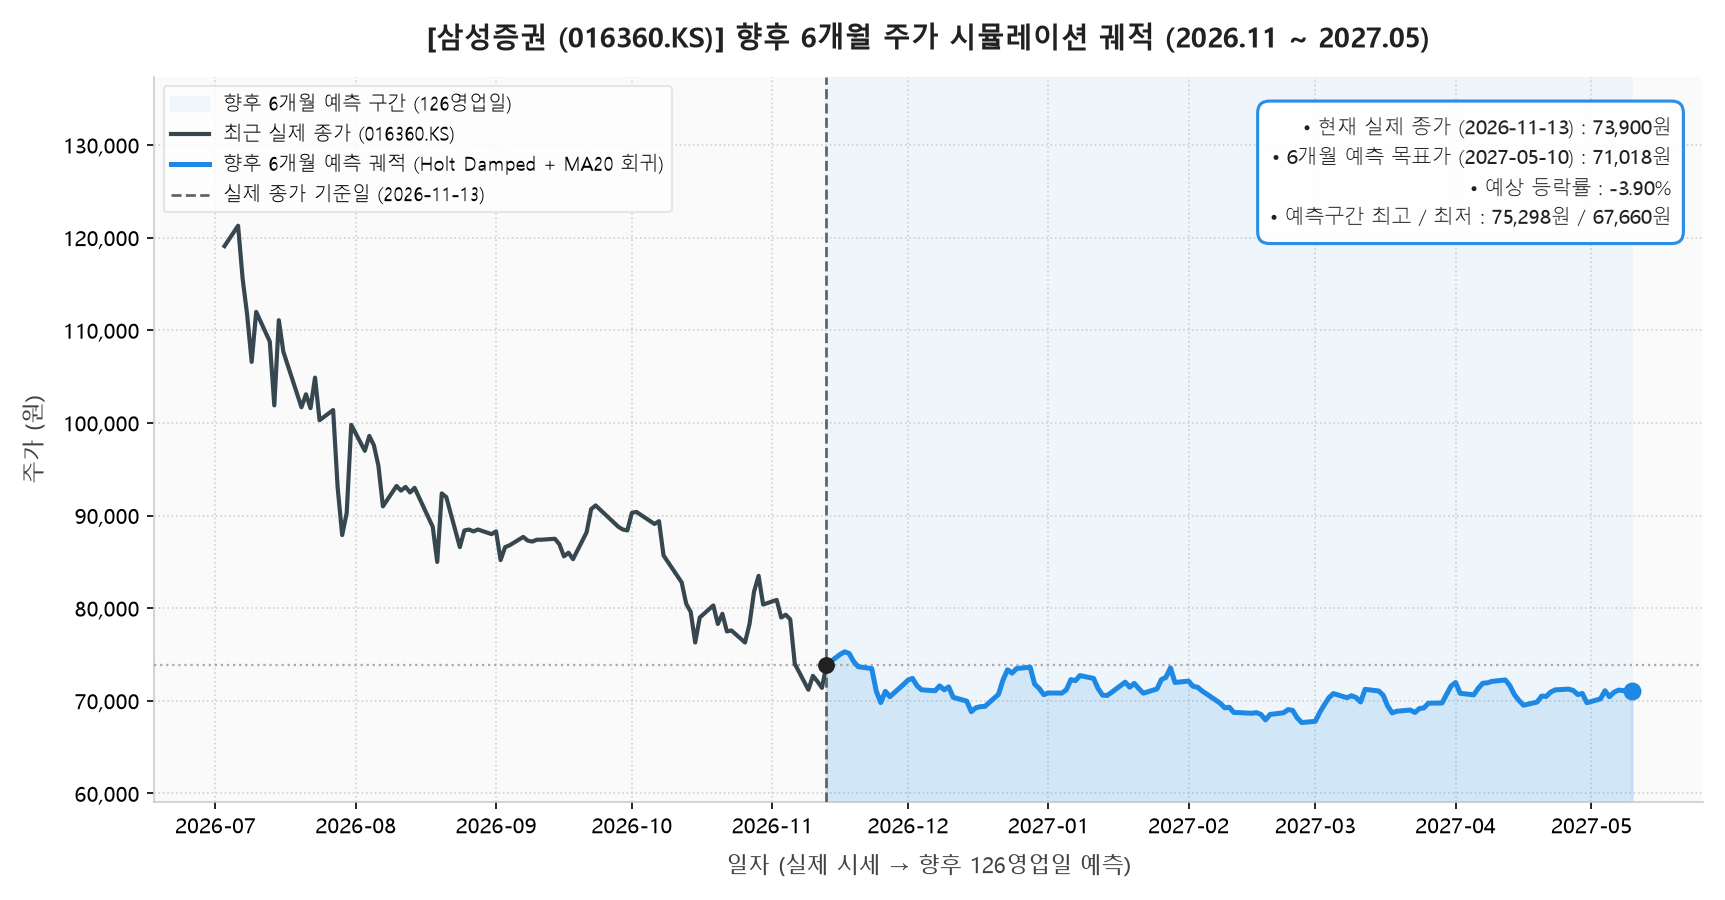 [삼성증권 (016360.KS)] 향후 6개월 주가 시뮬레이션 궤적 (2026.11 ~ 2027.05)
향후 6개월 예측 구간 (126영업일)
최근 실제 종가 (016360.KS)
향후 6개월 예측 궤적 (Holt Damped + MA20 회귀)
실제 종가 기준일 (2026-11-13)
• 현재 실제 종가 (2026-11-13) : 73,900원
• 6개월 예측 목표가 (2027-05-10) : 71,018원
• 예상 등락률 : -3.90%
• 예측구간 최고 / 최저 : 75,298원 / 67,660원
주가 (원)
130,000
120,000
110,000
100,000
90,000
80,000
70,000
60,000
2026-07
2026-08
2026-09
2026-10
2026-11
2026-12
2027-01
2027-02
2027-03
2027-04
2027-05
일자 (실제 시세 → 향후 126영업일 예측)